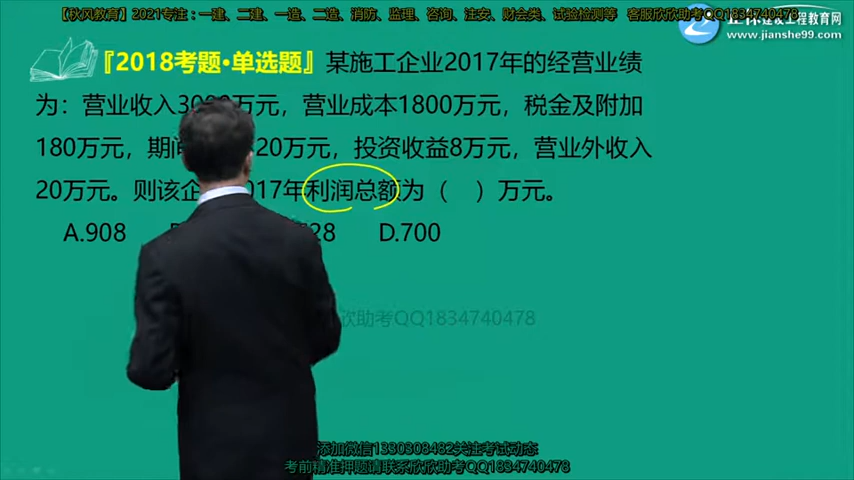 【秋风教育】2021专注：一建、二建、一造、二造、消防、监理、咨询、注安、财会类、试验检测等 客服欣欣助考QQ1834740478
建设工程教育网
www.jianshe99.com
『2018考题·单选题』某施工企业2017年的经营业绩
为：营业收入3000万元，营业成本1800万元，税金及附加
180万元，期 20万元，投资收益8万元，营业外收入
20万元。则该企 017年利润总额为（ ）万元。
A.908 28 D.700
欣助考QQ1834740478
添加微信1330308482关注考试动态
考前精准押题请联系欣欣助考QQ1834740478